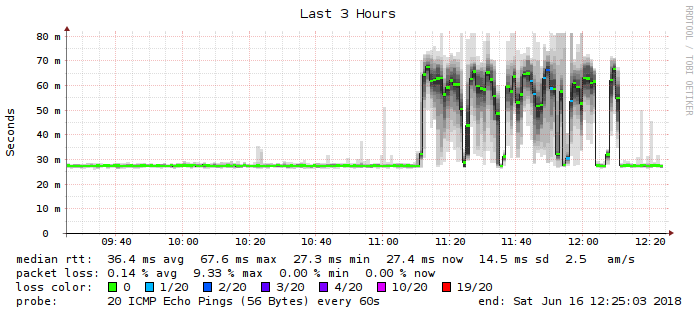 Last 3 Hours
RRDTOOL / TOBI OETIKER
Seconds
80 m
70 m
60 m
50 m
40 m
30 m
20 m
10 m
0
09:40 10:00 10:20 10:40 11:00 11:20 11:40 12:00 12:20
median rtt: 36.4 ms avg 67.6 ms max 27.3 ms min 27.4 ms now 14.5 ms sd 2.5 am/s
packet loss: 0.14 % avg 9.33 % max 0.00 % min 0.00 % now
loss color: 0 1/20 2/20 3/20 4/20 10/20 19/20
probe: 20 ICMP Echo Pings (56 Bytes) every 60s end: Sat Jun 16 12:25:03 2018